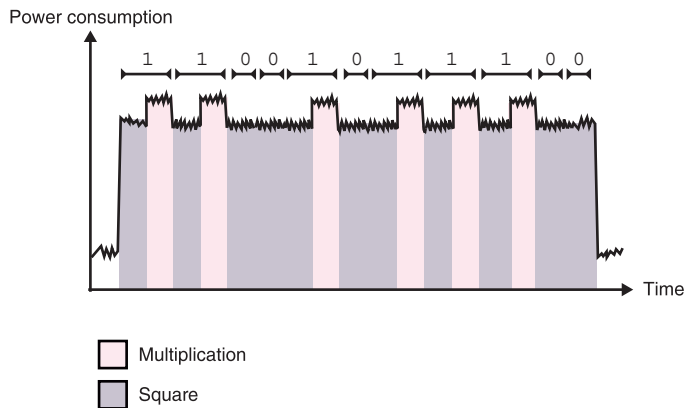 Power consumption
1 1 0 0 1 0 1 1 1 0 0
Time
Multiplication
Square